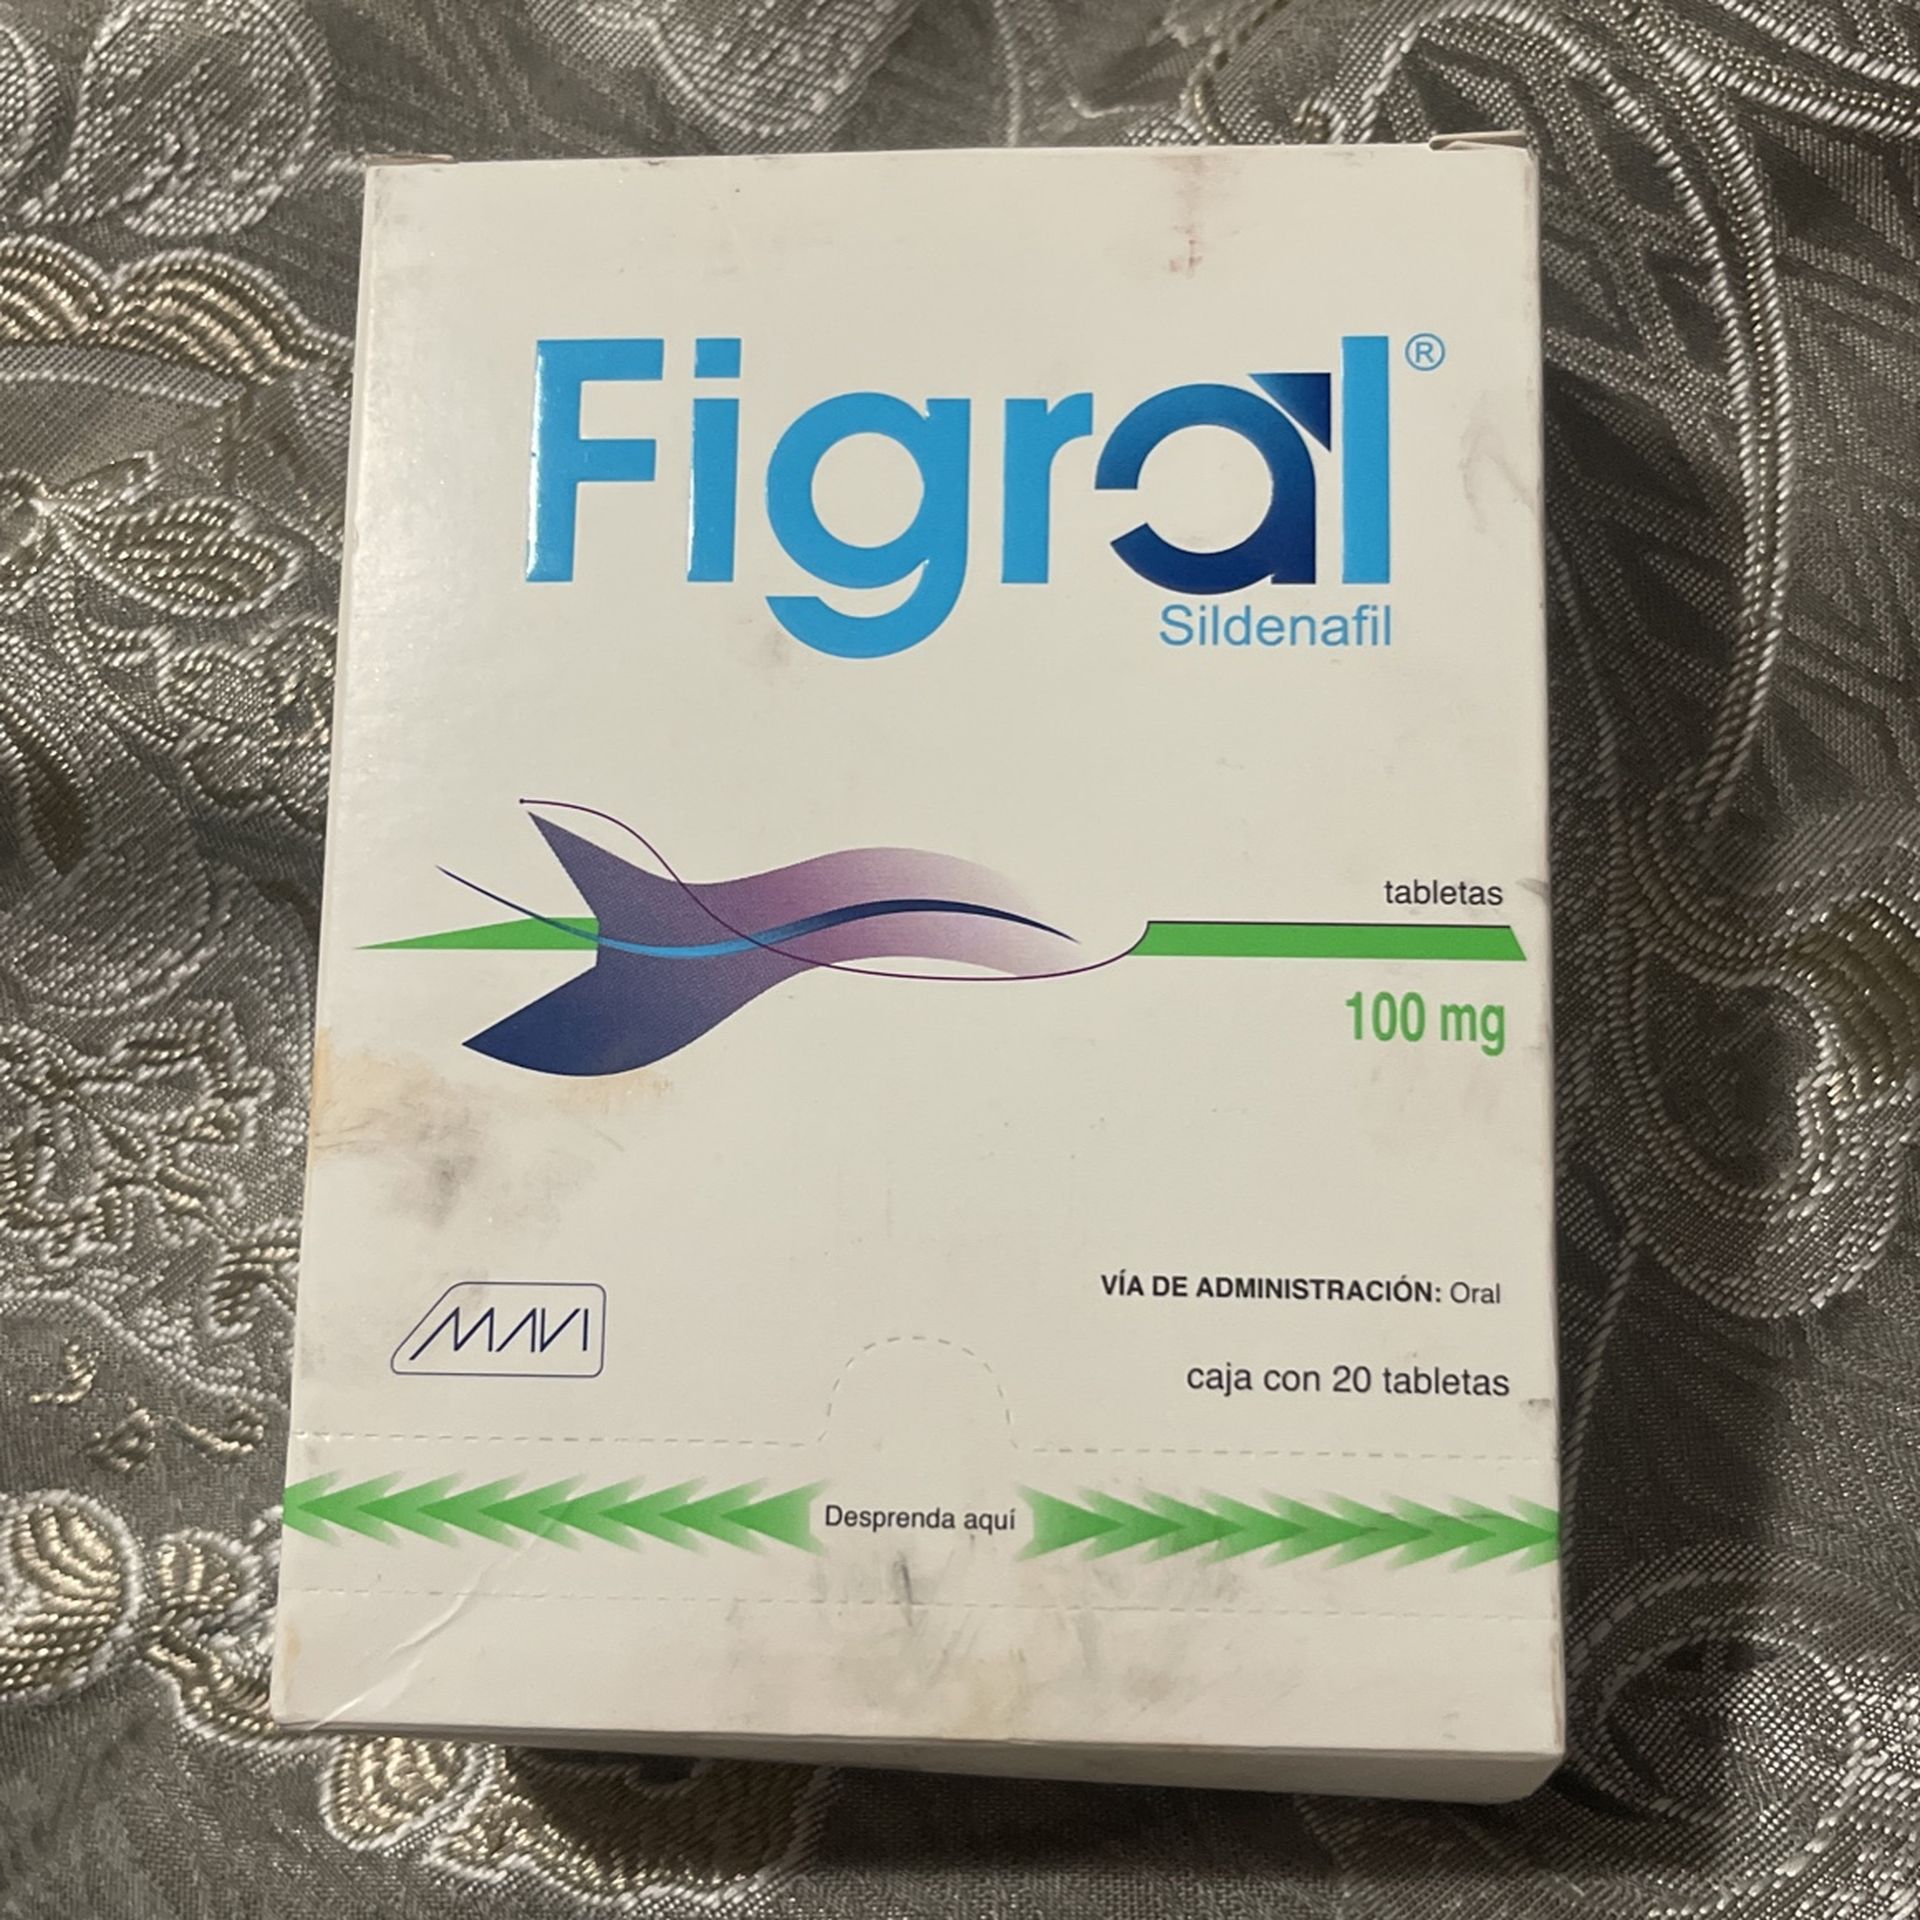 Figral®
Sildenafil
tabletas
100 mg
VÍA DE ADMINISTRACIÓN: Oral
MAVI
caja con 20 tabletas
Desprenda aquí